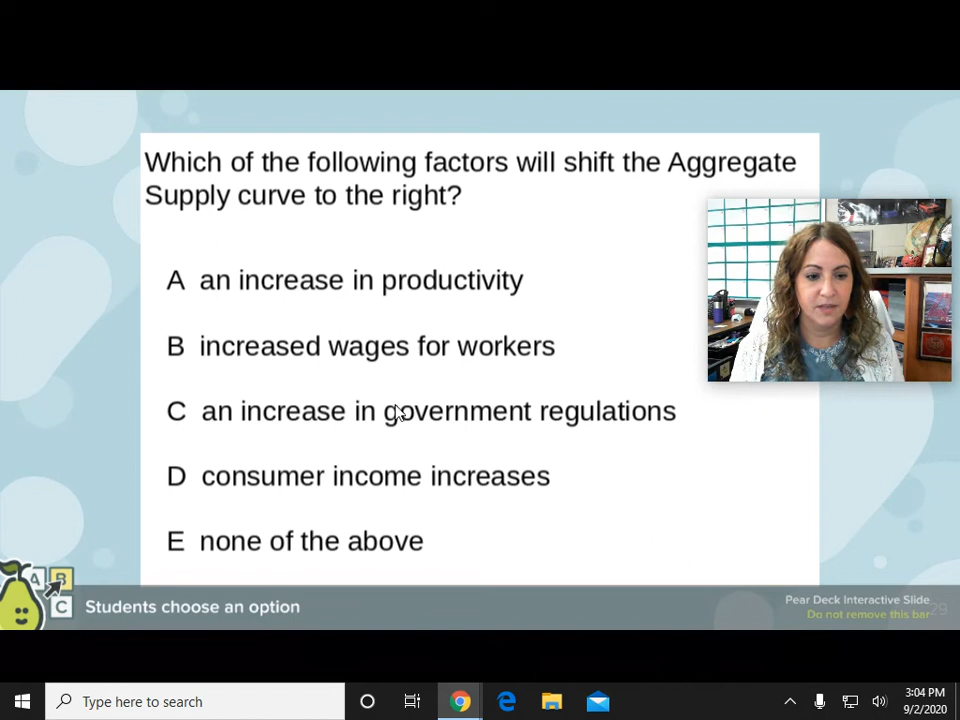 Which of the following factors will shift the Aggregate
Supply curve to the right?
A an increase in productivity
B increased wages for workers
C an increase in government regulations
D consumer income increases
E none of the above
A B
C
Students choose an option
Pear Deck Interactive Slide
Do not remove this bar
29
Type here to search
3:04 PM
9/2/2020